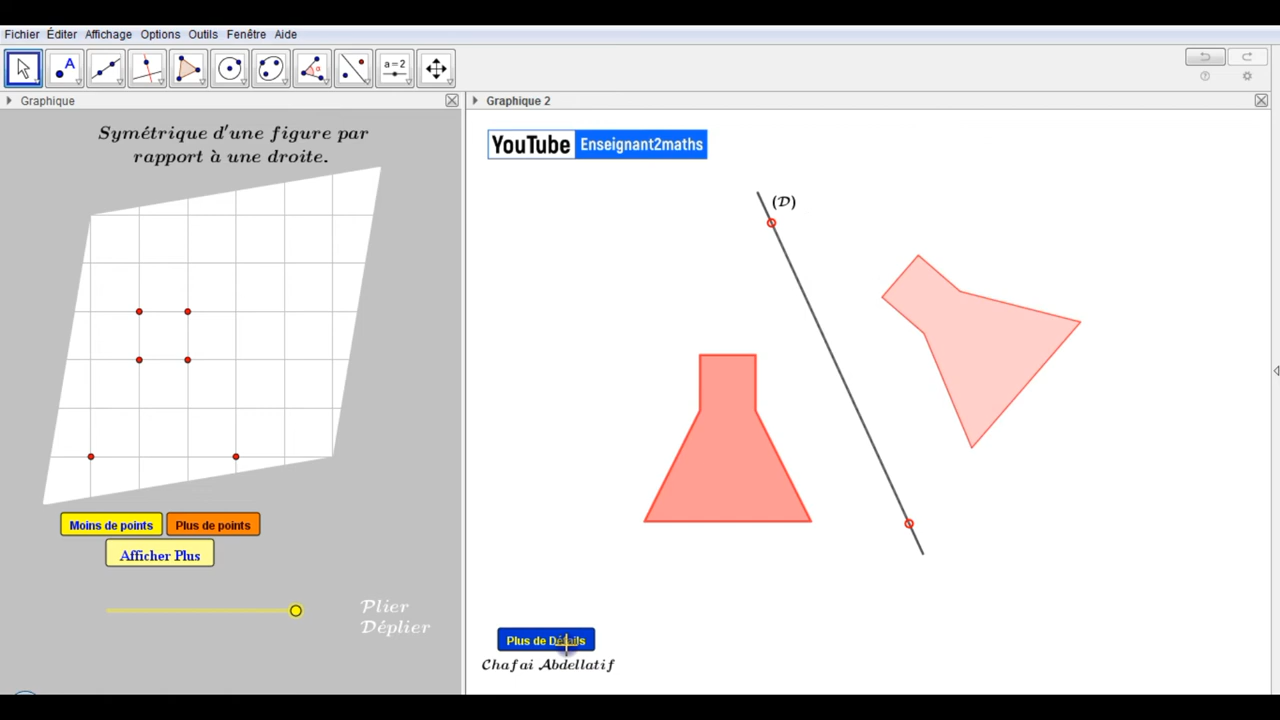 Fichier Éditer Affichage Options Outils Fenêtre Aide
A
α
a = 2
Graphique
Graphique 2
Symétrique d'une figure par
rapport à une droite.
YouTube Enseignant2maths
(D)
Moins de points
Plus de points
Afficher Plus
Plier
Déplier
Plus de Détails
Chafai Abdellatif